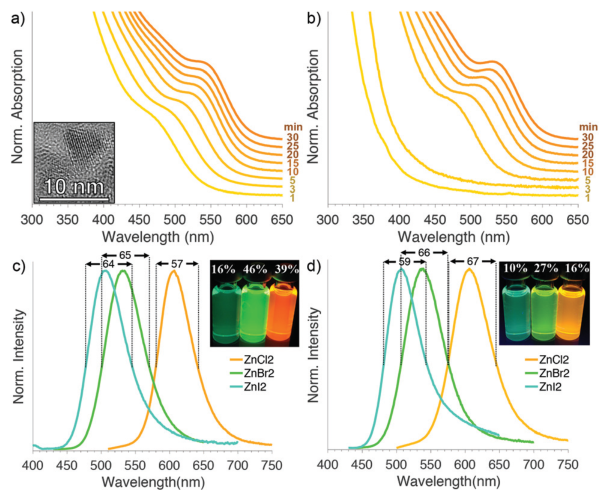 a)
Norm. Absorption
10 nm
min
30
25
20
15
10
5
3
1
300 350 400 450 500 550 600 650
Wavelength (nm)
b)
Norm. Absorption
min
30
25
20
15
10
5
3
1
300 350 400 450 500 550 600 650
Wavelength (nm)
c)
Norm. Intensity
65
64
57
16% 46% 39%
ZnCl2
ZnBr2
ZnI2
400 450 500 550 600 650 700 750
Wavelength(nm)
d)
Norm. Intensity
66
59
67
10% 27% 16%
ZnCl2
ZnBr2
ZnI2
400 450 500 550 600 650 700 750
Wavelength(nm)